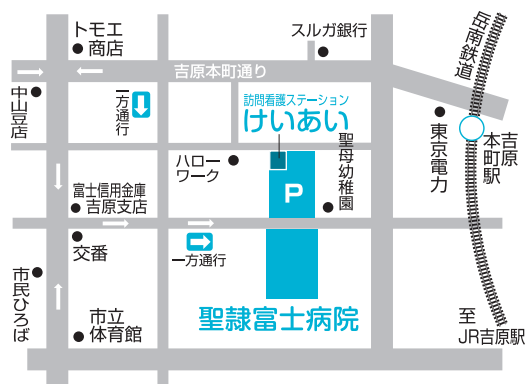 トモエ
商店
スルガ銀行
岳南鉄道
吉原本町通り
中山豆店
一方通行
訪問看護ステーション
けいあい
聖母幼稚園
東京電力
吉原
本町駅
ハロー
ワーク
P
富士信用金庫
吉原支店
交番
一方通行
市民ひろば
市立
体育館
聖隷富士病院
至
JR吉原駅